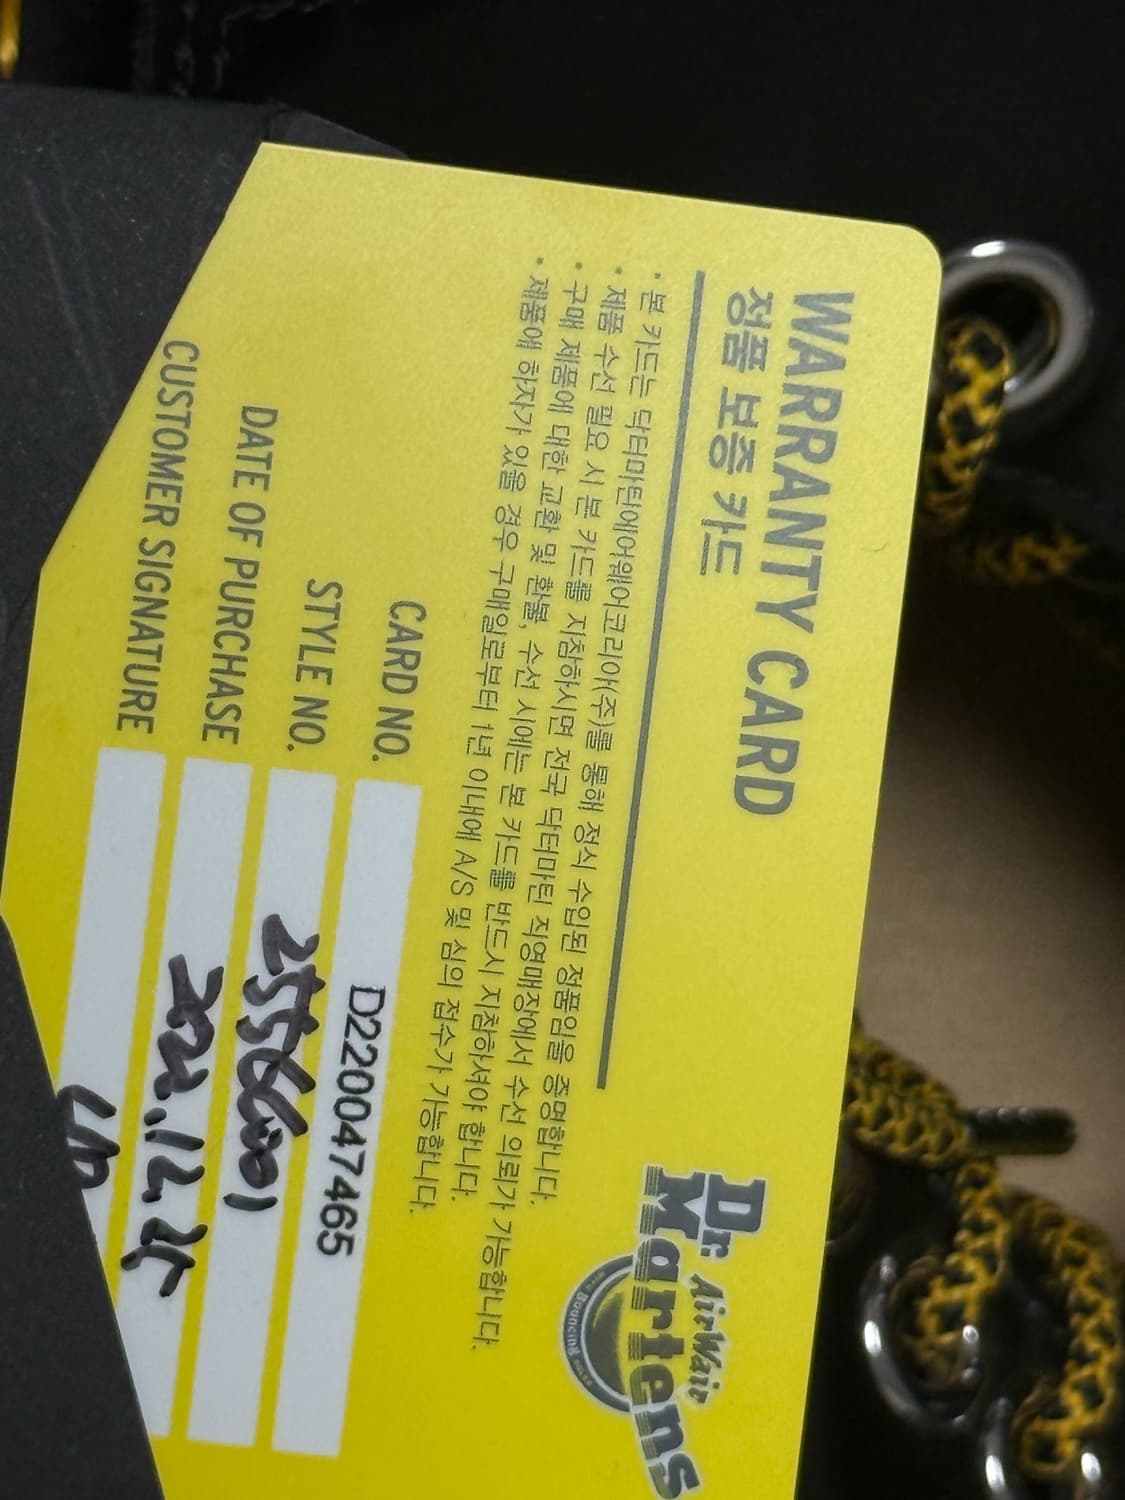 WARRANTY CARD
정품 보증 카드
Dr. AirWair
Martens
• 본 카드는 닥터마틴에어웨어코리아(주)를 통해 정식 수입된 정품임을 증명합니다.
• 제품 수선 필요 시 본 카드를 지참하시면 전국 닥터마틴 직영매장에서 수선 의뢰가 가능합니다.
• 구매 제품에 대한 교환 및 환불, 수선 시에는 본 카드를 반드시 지참하셔야 합니다.
• 제품에 하자가 있을 경우 구매일로부터 1년 이내에 A/S 및 심의 접수가 가능합니다.
CARD NO. D220047465
STYLE NO. 25566001
DATE OF PURCHASE 2022.12.25
CUSTOMER SIGNATURE